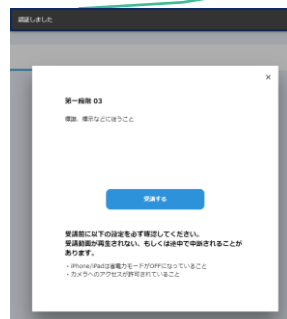 認証しました
×
第一段階 03
標識、標示などに従うこと
受講する
受講前に以下の設定を必ず確認してください。
受講動画が再生されない、もしくは途中で中断されることが
あります。
・iPhone/iPadは省電力モードがOFFになっていること
・カメラへのアクセスが許可されていること